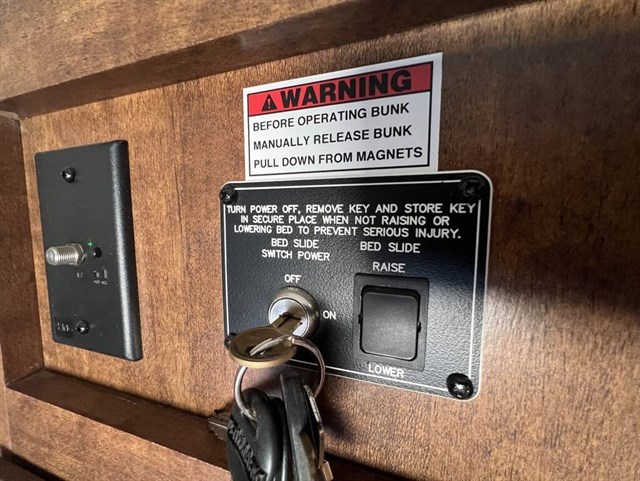 WARNING
BEFORE OPERATING BUNK
MANUALLY RELEASE BUNK
PULL DOWN FROM MAGNETS
TURN POWER OFF, REMOVE KEY AND STORE KEY
IN SECURE PLACE WHEN NOT RAISING OR
LOWERING BED TO PREVENT SERIOUS INJURY.
BED SLIDE
SWITCH POWER
OFF
ON
BED SLIDE
RAISE
LOWER